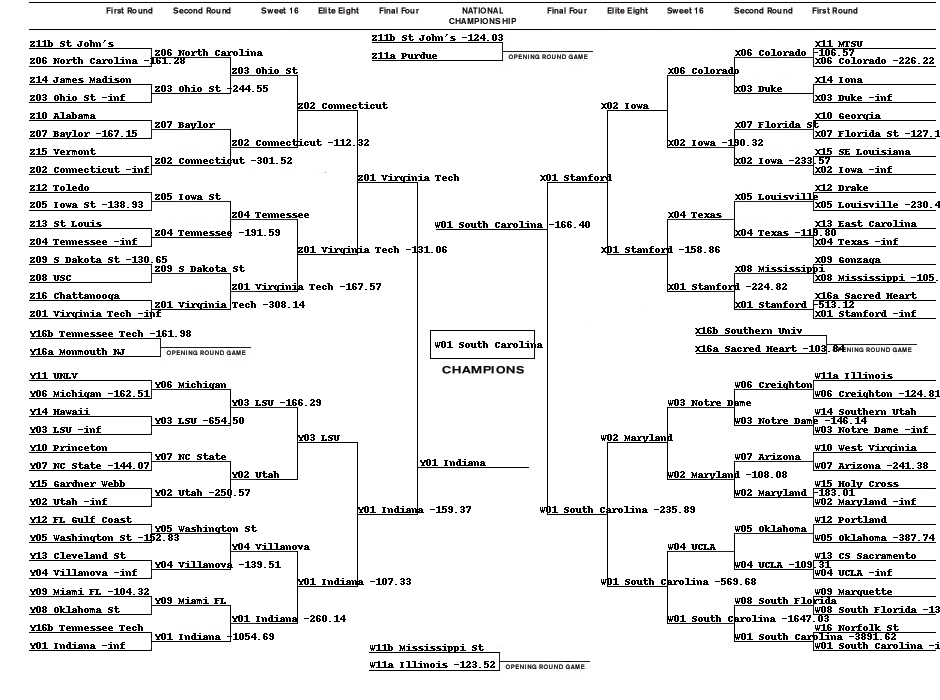 First Round Second Round Sweet 16 Elite Eight Final Four NATIONAL CHAMPIONSHIP Final Four Elite Eight Sweet 16 Second Round First Round
Z11b St John's -124.03
Z11a Purdue
OPENING ROUND GAME
Z11b St John's
Z06 North Carolina -161.28
Z14 James Madison
Z03 Ohio St -inf
Z10 Alabama
Z07 Baylor -167.15
Z15 Vermont
Z02 Connecticut -inf
Z12 Toledo
Z05 Iowa St -138.93
Z13 St Louis
Z04 Tennessee -inf
Z09 S Dakota St -130.65
Z08 USC
Z16 Chattanooga
Z01 Virginia Tech -inf
Z06 North Carolina
Z03 Ohio St -244.55
Z07 Baylor
Z02 Connecticut -301.52
Z05 Iowa St
Z04 Tennessee -191.59
Z09 S Dakota St
Z01 Virginia Tech -308.14
Z03 Ohio St
Z02 Connecticut -112.32
Z04 Tennessee
Z01 Virginia Tech -167.57
Z02 Connecticut
Z01 Virginia Tech -131.06
Z01 Virginia Tech
Y16b Tennessee Tech -161.98
Y16a Monmouth NJ
OPENING ROUND GAME
Y11 UNLV
Y06 Michigan -162.51
Y14 Hawaii
Y03 LSU -inf
Y10 Princeton
Y07 NC State -144.07
Y15 Gardner Webb
Y02 Utah -inf
Y12 FL Gulf Coast
Y05 Washington St -152.83
Y13 Cleveland St
Y04 Villanova -inf
Y09 Miami FL -104.32
Y08 Oklahoma St
Y16b Tennessee Tech
Y01 Indiana -inf
Y06 Michigan
Y03 LSU -654.50
Y07 NC State
Y02 Utah -250.57
Y05 Washington St
Y04 Villanova -139.51
Y09 Miami FL
Y01 Indiana -1054.69
Y03 LSU -166.29
Y02 Utah
Y04 Villanova
Y01 Indiana -260.14
Y03 LSU
Y01 Indiana -107.33
Y01 Indiana -159.37
W01 South Carolina -166.40
W01 South Carolina
CHAMPIONS
Y01 Indiana
X01 Stanford
W01 South Carolina -235.89
X02 Iowa
X01 Stanford -158.86
X06 Colorado
X02 Iowa -190.32
X04 Texas
X01 Stanford -224.82
X06 Colorado -106.57
X03 Duke
X07 Florida St
X02 Iowa -233.57
X05 Louisville
X04 Texas -119.80
X08 Mississippi
X01 Stanford -513.12
X11 MTSU
X06 Colorado -226.22
X14 Iona
X03 Duke -inf
X10 Georgia
X07 Florida St -127.1
X15 SE Louisiana
X02 Iowa -inf
X12 Drake
X05 Louisville -230.4
X13 East Carolina
X04 Texas -inf
X09 Gonzaga
X08 Mississippi -105.
X16a Sacred Heart
X01 Stanford -inf
X16b Southern Univ
X16a Sacred Heart -103.84
OPENING ROUND GAME
W02 Maryland
W01 South Carolina -569.68
W03 Notre Dame
W02 Maryland -108.08
W04 UCLA
W01 South Carolina -1647.03
W06 Creighton
W03 Notre Dame -146.14
W07 Arizona
W02 Maryland -183.01
W05 Oklahoma
W04 UCLA -109.31
W08 South Florida
W01 South Carolina -3891.62
W11a Illinois
W06 Creighton -124.81
W14 Southern Utah
W03 Notre Dame -inf
W10 West Virginia
W07 Arizona -241.38
W15 Holy Cross
W02 Maryland -inf
W12 Portland
W05 Oklahoma -387.74
W13 CS Sacramento
W04 UCLA -inf
W09 Marquette
W08 South Florida -13
W16 Norfolk St
W01 South Carolina -i
W11b Mississippi St
W11a Illinois -123.52
OPENING ROUND GAME